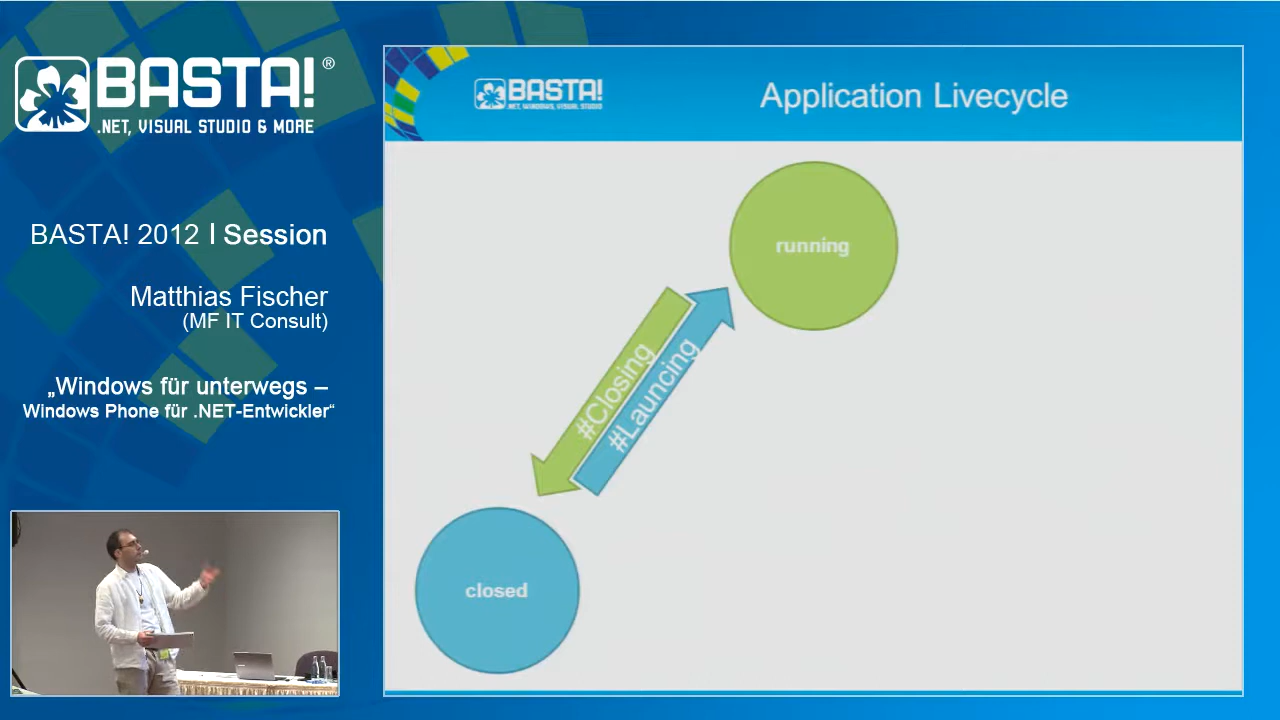 BASTA!®
.NET, VISUAL STUDIO & MORE
BASTA! 2012 | Session
Matthias Fischer
(MF IT Consult)
„Windows für unterwegs –
Windows Phone für .NET-Entwickler“
BASTA!
.NET, WINDOWS, VISUAL STUDIO
Application Livecycle
running
#Closing
#Launcing
closed